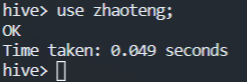 hive> use zhaoteng;
OK
Time taken: 0.049 seconds
hive>